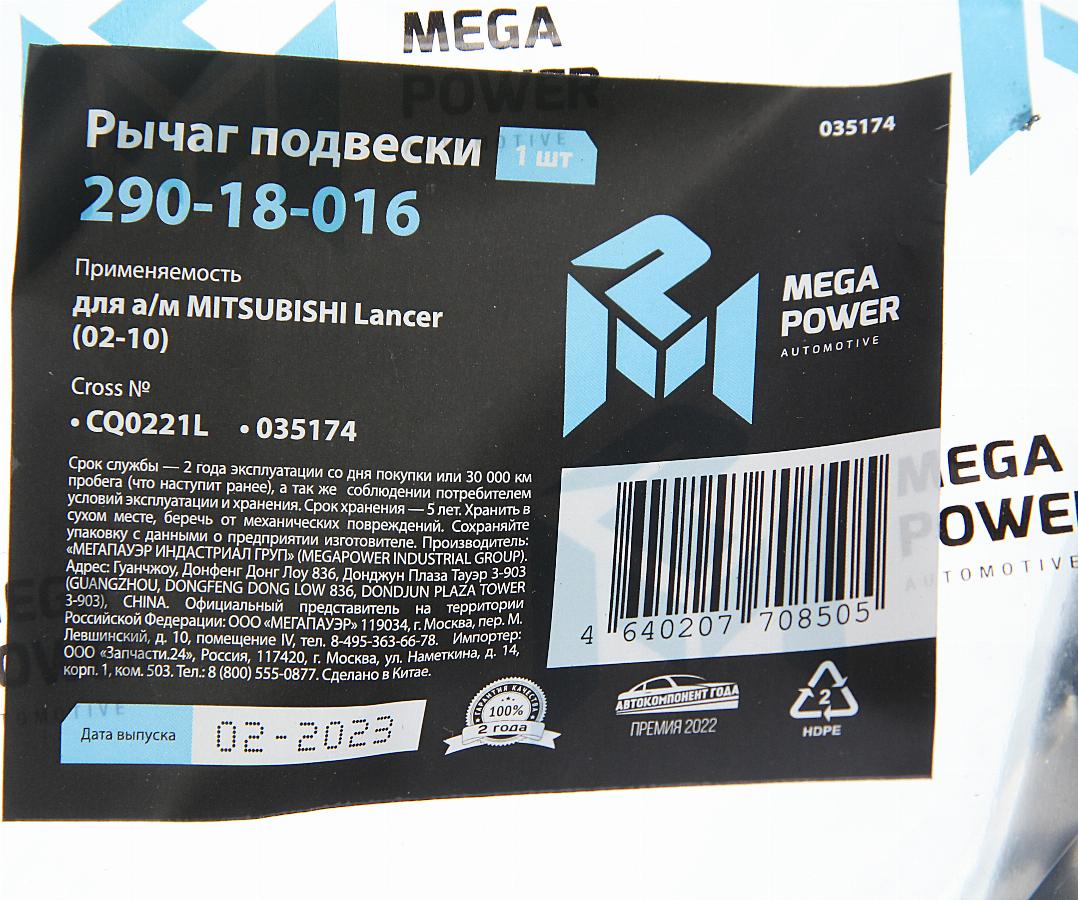 MEGA
POWER
AUTOMOTIVE
035174
Рычаг подвески 1 шт
290-18-016
Применяемость
для а/м MITSUBISHI Lancer
(02-10)
Cross №
• CQ0221L • 035174
MEGA
POWER
AUTOMOTIVE
Срок службы — 2 года эксплуатации со дня покупки или 30 000 км
пробега (что наступит ранее), а так же соблюдении потребителем
условий эксплуатации и хранения. Срок хранения — 5 лет. Хранить в
сухом месте, беречь от механических повреждений. Сохраняйте
упаковку с данными о предприятии изготовителе. Производитель:
«МЕГАПАУЭР ИНДАСТРИАЛ ГРУП» (MEGAPOWER INDUSTRIAL GROUP).
Адрес: Гуанчжоу, Донфенг Донг Лоу 836, Донджун Плаза Тауэр 3-903
(GUANGZHOU, DONGFENG DONG LOW 836, DONDJUN PLAZA TOWER
3-903), CHINA. Официальный представитель на территории
Российской Федерации: ООО «МЕГАПАУЭР» 119034, г. Москва, пер. Н.
Левшинский, д. 10, помещение IV, тел. 8-495-363-66-78. Импортер:
ООО «Запчасти.24», Россия, 117420, г. Москва, ул. Наметкина, д. 14,
корп. 1, ком. 503. Тел.: 8 (800) 555-0877. Сделано в Китае.
4 640207 708505
MEGA
POWE
AUTOMOTIVE
Дата выпуска 02-2023
ГАРАНТИЯ КАЧЕСТВА
100%
2 года
АВТОКОМПОНЕНТ ГОДА
ПРЕМИЯ 2022
2
HDPE